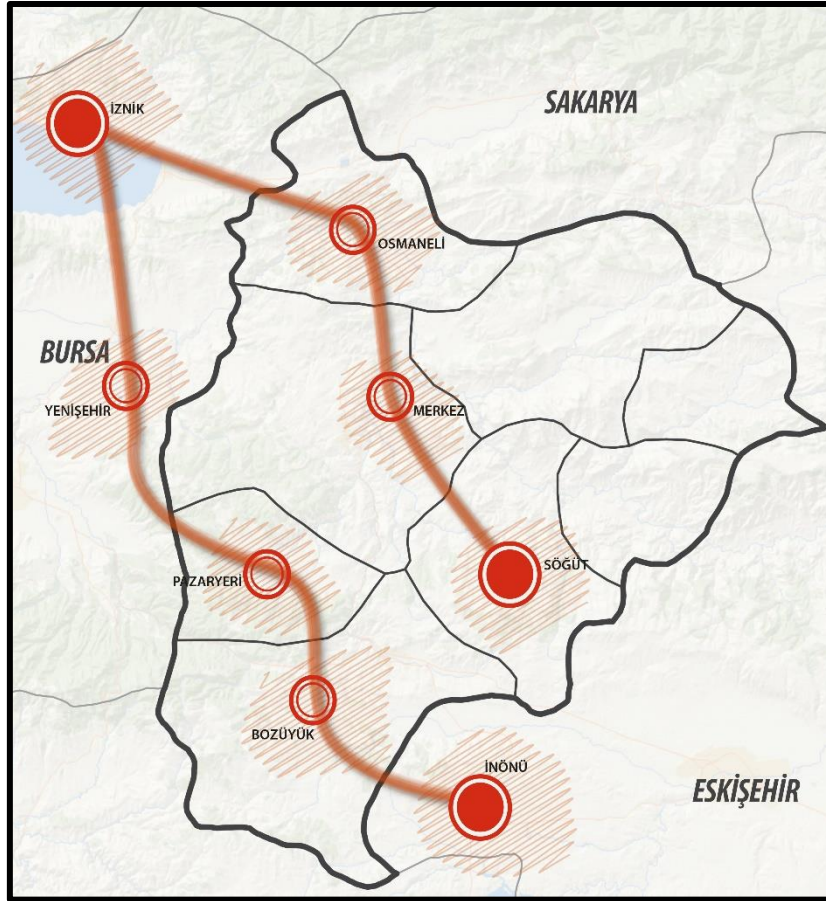 SAKARYA
İZNİK
OSMANELİ
BURSA
YENİŞEHİR
MERKEZ
SÖĞÜT
PAZARYERİ
BOZÜYÜK
İNÖNÜ
ESKİŞEHİR